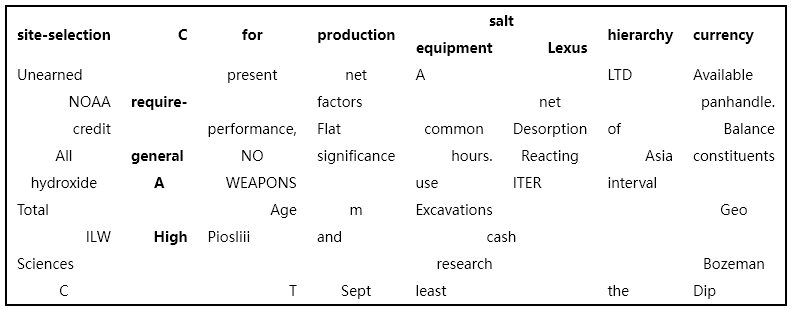 salt
site-selection C for production equipment Lexus hierarchy currency
Unearned present net A LTD Available
NOAA require- factors net panhandle.
credit performance, Flat common Desorption of Balance
All general NO significance hours. Reacting Asia constituents
hydroxide A WEAPONS use ITER interval
Total Age m Excavations Geo
ILW High Piosliii and cash
Sciences research Bozeman
C T Sept least the Dip